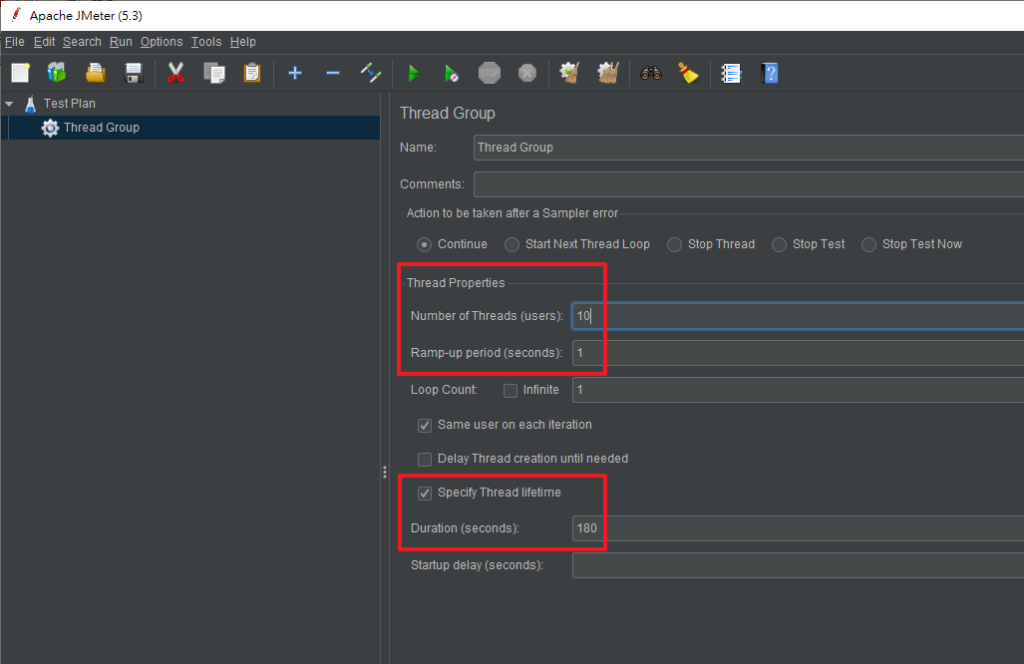 Apache JMeter (5.3)
File Edit Search Run Options Tools Help
STOP
Test Plan
Thread Group
Thread Group
Name: Thread Group
Comments:
Action to be taken after a Sampler error
Continue Start Next Thread Loop Stop Thread Stop Test Stop Test Now
Thread Properties
Number of Threads (users): 10
Ramp-up period (seconds): 1
Loop Count: Infinite 1
Same user on each iteration
Delay Thread creation until needed
Specify Thread lifetime
Duration (seconds): 180
Startup delay (seconds):